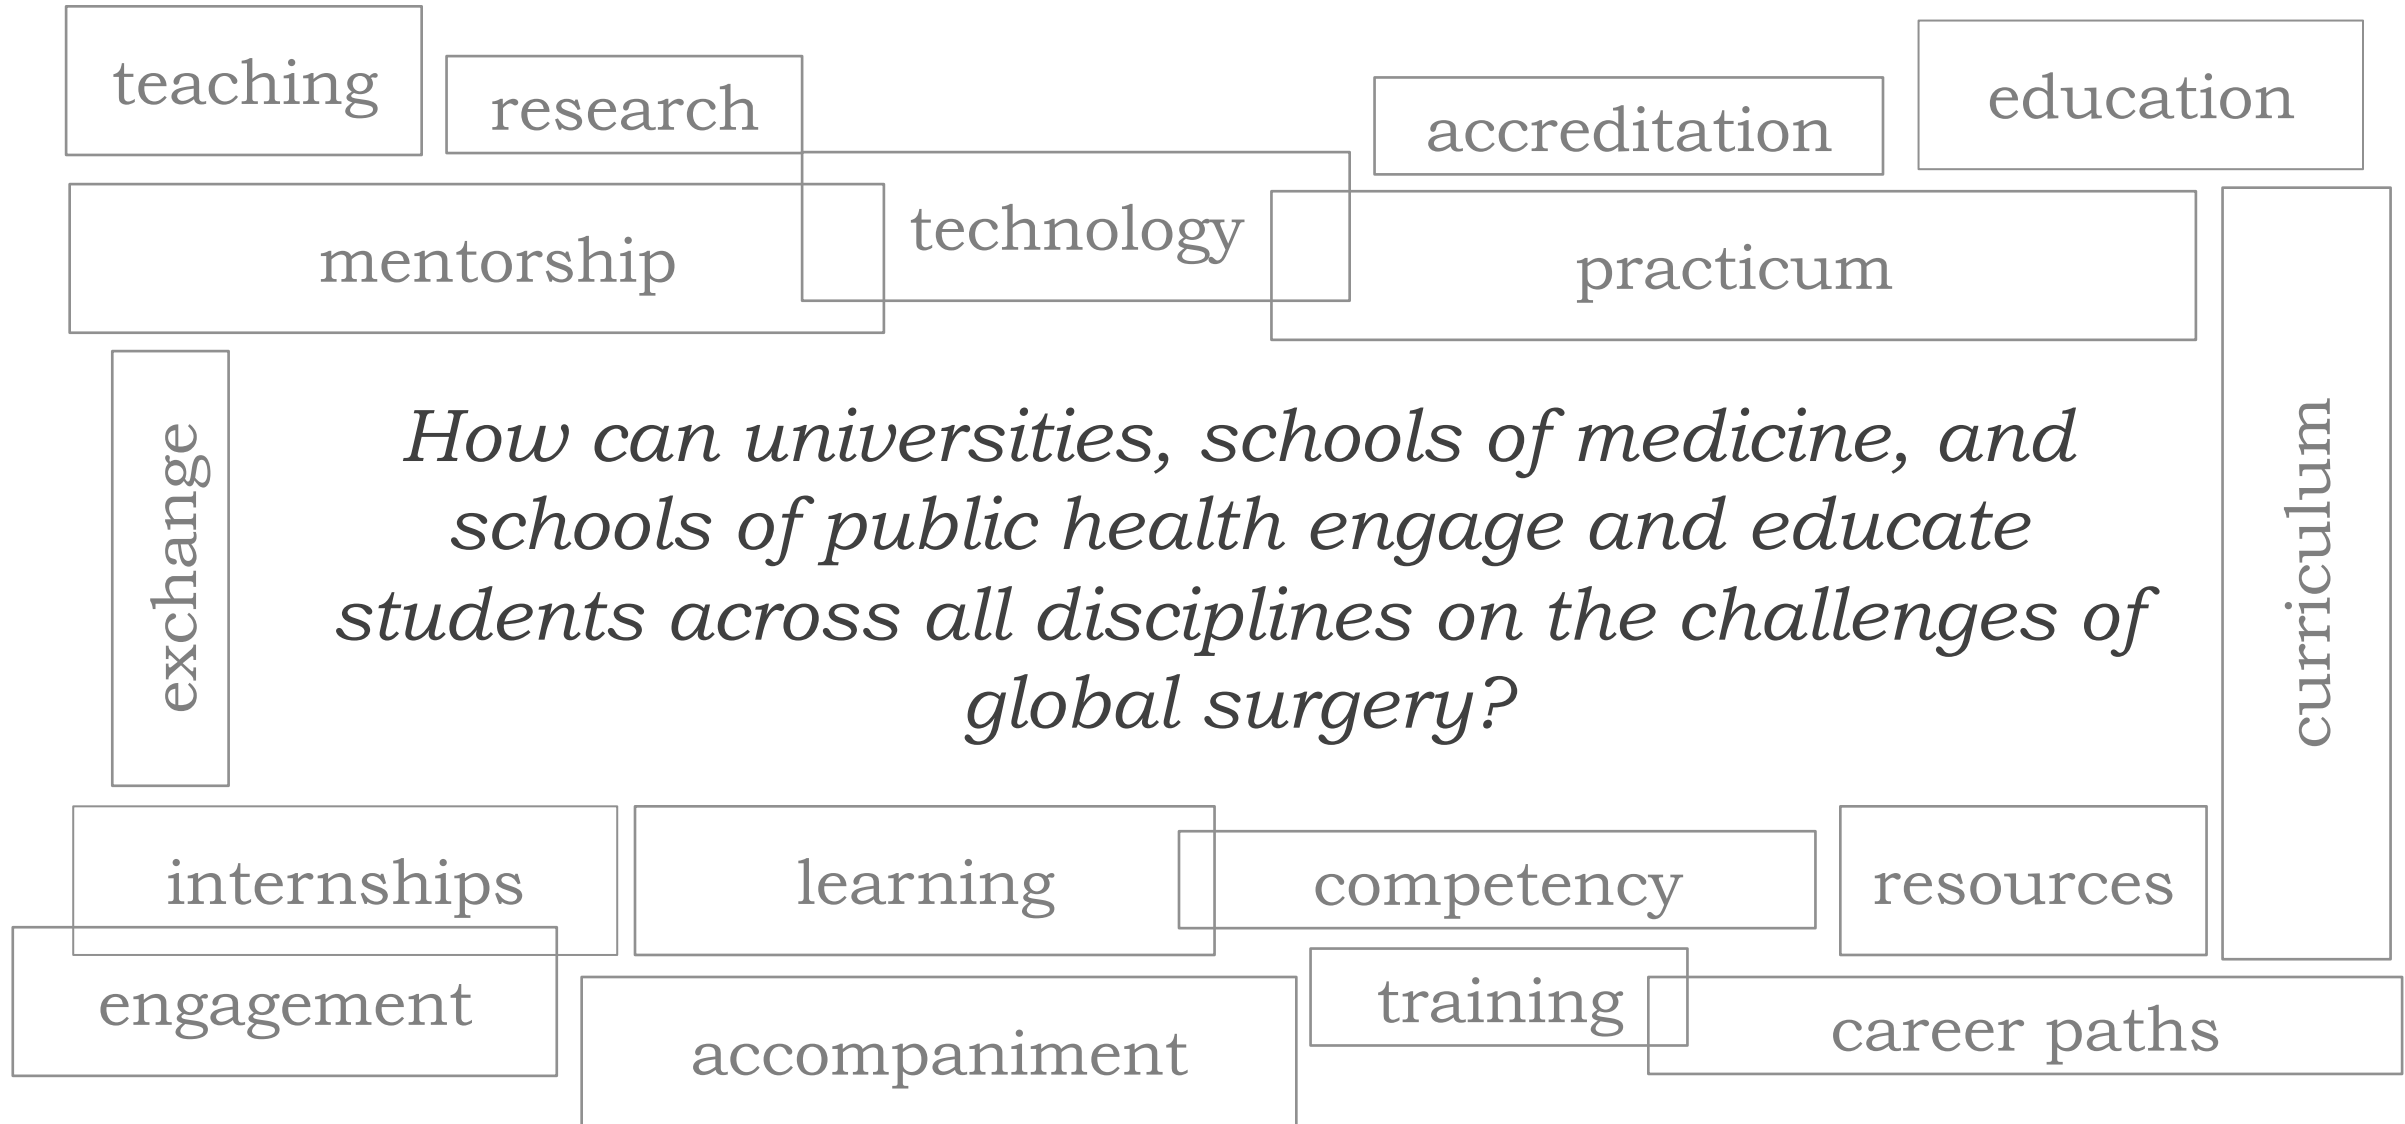 teaching
research
accreditation
education
mentorship
technology
practicum
exchange
How can universities, schools of medicine, and
schools of public health engage and educate
students across all disciplines on the challenges of
global surgery?
curriculum
internships
learning
competency
resources
engagement
accompaniment
training
career paths